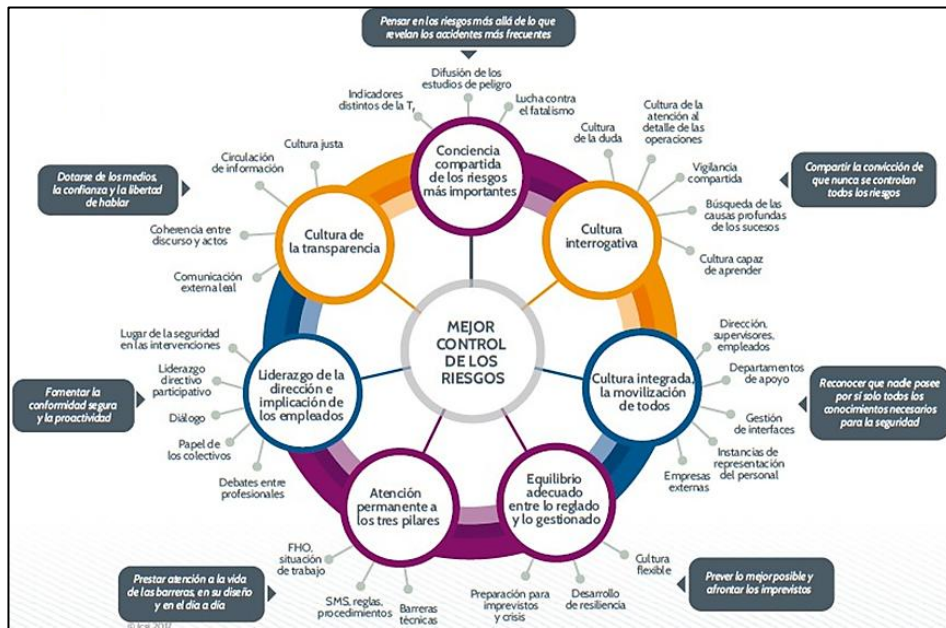 Pensar en los riesgos más allá de lo que
revelan los accidentes más frecuentes
Difusión de los
estudios de peligro
Indicadores
distintos de la Tf
Lucha contra
el fatalismo
Conciencia
compartida
de los riesgos
más importantes
Cultura
de la duda
Cultura de la
atención al
detalle de las
operaciones
Vigilancia
compartida
Búsqueda de las
causas profundas
de los sucesos
Cultura capaz
de aprender
Cultura
interrogativa
Compartir la convicción de
que nunca se controlan
todos los riesgos
Cultura justa
Circulación
de información
Coherencia entre
discurso y actos
Comunicación
externa leal
Cultura de
la transparencia
Dotarse de los medios,
la confianza y la libertad
de hablar
MEJOR
CONTROL
DE LOS
RIESGOS
Dirección,
supervisores,
empleados
Departamentos
de apoyo
Gestión
de interfaces
Instancias de
representación
del personal
Empresas
externas
Cultura integrada,
la movilización
de todos
Reconocer que nadie posee
por sí solo todos los
conocimientos necesarios
para la seguridad
Lugar de la seguridad
en las intervenciones
Liderazgo
directivo
participativo
Diálogo
Papel de
los colectivos
Debates entre
profesionales
Liderazgo de la
dirección e
implicación de
los empleados
Fomentar la
conformidad segura
y la proactividad
Atención
permanente a
los tres pilares
FHO,
situación
de trabajo
SMS, reglas,
procedimientos
Barreras
técnicas
Prestar atención a la vida
de las barreras, en su diseño
y en el día a día
Equilibrio
adecuado
entre lo reglado
y lo gestionado
Preparación para
imprevistos
y crisis
Desarrollo
de resiliencia
Cultura
flexible
Prever lo mejor posible y
afrontar los imprevistos
© Icsi 2017